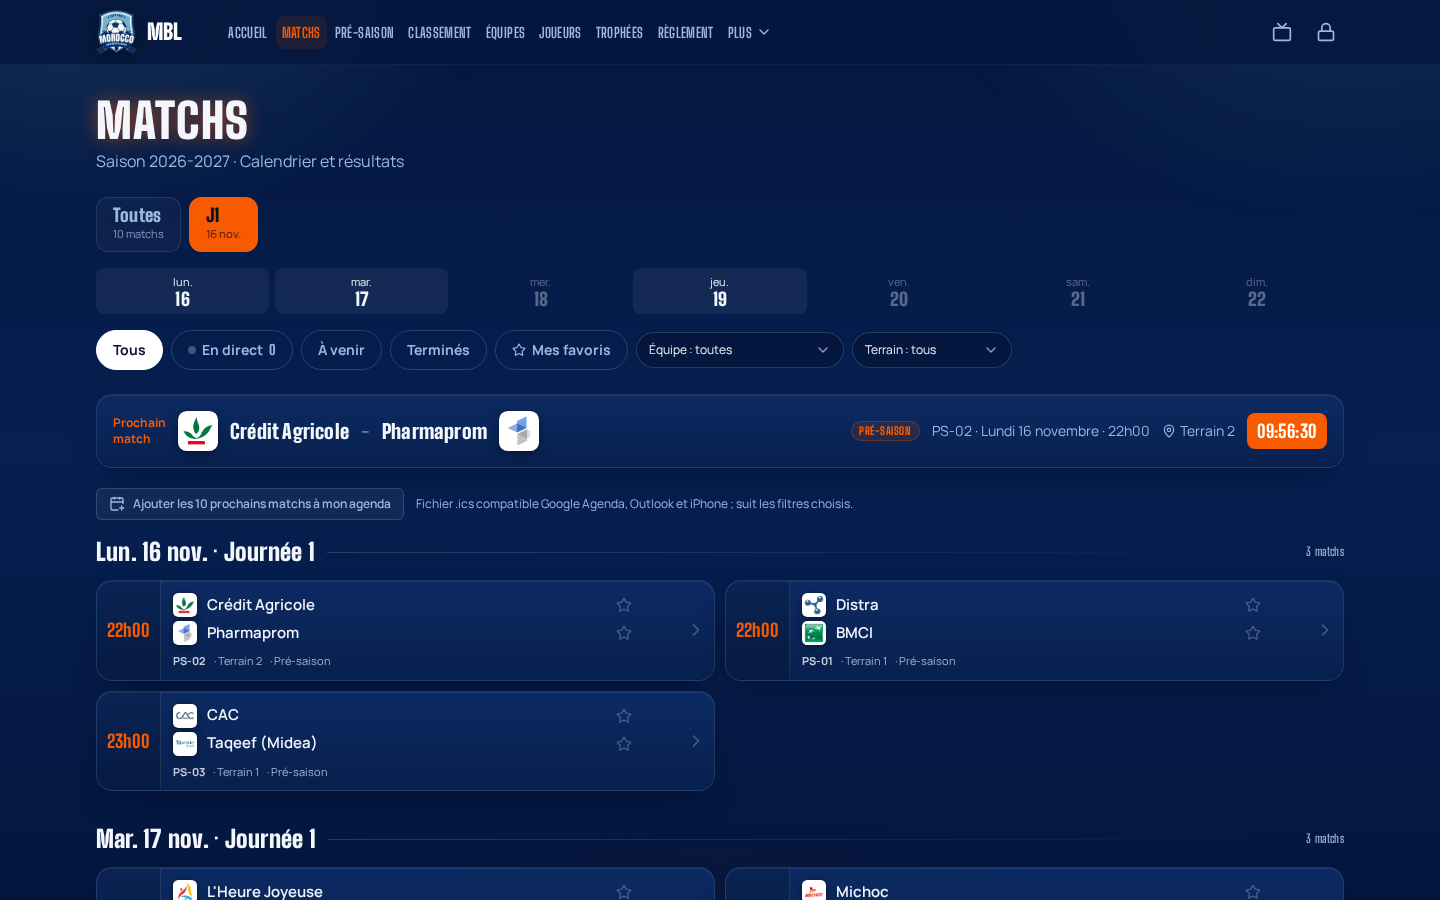 MOROCCO
MBL
ACCUEIL
MATCHS
PRÉ-SAISON
CLASSEMENT
ÉQUIPES
JOUEURS
TROPHÉES
RÈGLEMENT
PLUS
MATCHS
Saison 2026-2027 · Calendrier et résultats
Toutes
10 matchs
J1
16 nov.
lun.
16
mar.
17
mer.
18
jeu.
19
ven.
20
sam.
21
dim.
22
Tous
En direct 0
À venir
Terminés
Mes favoris
Équipe : toutes
Terrain : tous
Prochain
match
Crédit Agricole
–
Pharmaprom
PRÉ-SAISON
PS-02 · Lundi 16 novembre · 22h00
Terrain 2
09:56:30
Ajouter les 10 prochains matchs à mon agenda
Fichier .ics compatible Google Agenda, Outlook et iPhone ; suit les filtres choisis.
Lun. 16 nov. · Journée 1
3 matchs
22h00
Crédit Agricole
Pharmaprom
PS-02 · Terrain 2 · Pré-saison
22h00
Distra
BMCI
PS-01 · Terrain 1 · Pré-saison
23h00
CAC
CAC
Taqeef (Midea)
PS-03 · Terrain 1 · Pré-saison
Mar. 17 nov. · Journée 1
3 matchs
L'Heure Joyeuse
Michoc